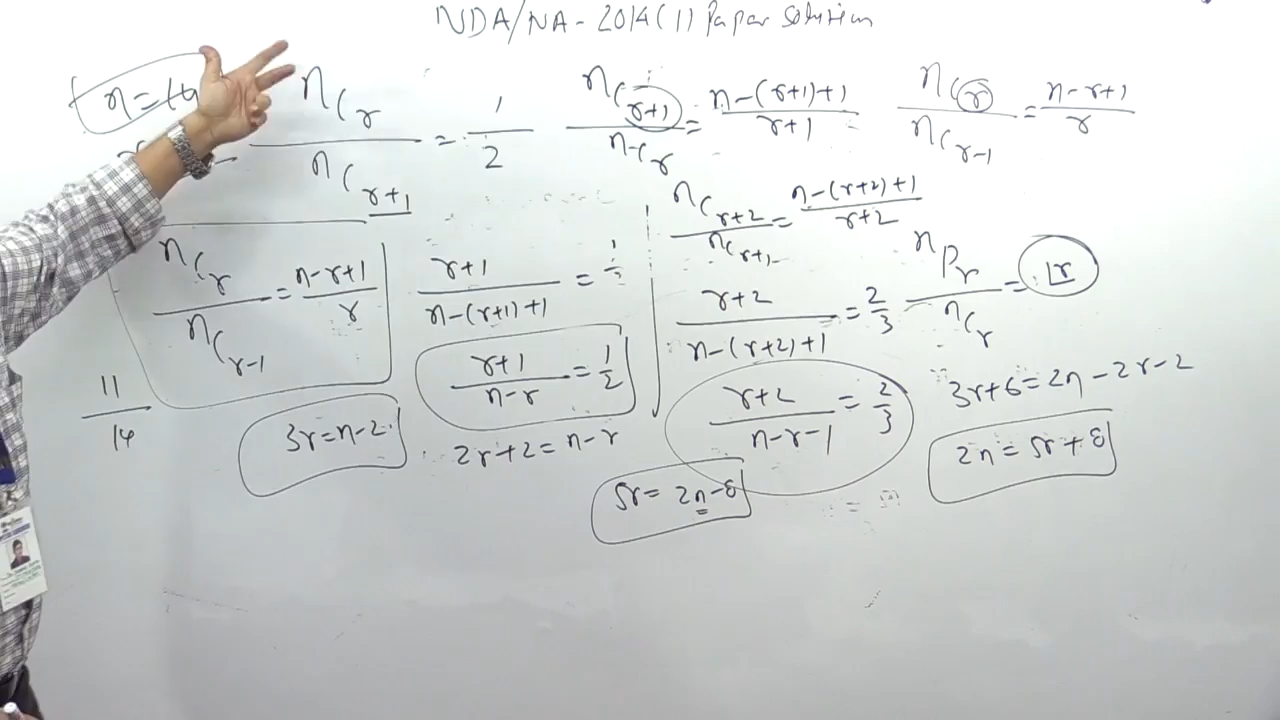 NDA/NA - 2014(1) Paper Solution
n=14
nCr / nCr+1 = 1/2
nCr+1 / nCr = n-(r+1)+1 / r+1
nCr / nCr-1 = n-r+1 / r
nCr / nCr-1 = n-r+1 / r
r+1 / n-(r+1)+1 = 1/2
r+1 / n-r = 1/2
nCr+2 / nCr+1 = n-(r+2)+1 / r+2
r+2 / n-(r+2)+1 = 2/3
nPr / nCr = ⌊r
11 / 14
3r=n-2
2r+2=n-r
r+2 / n-r-1 = 2/3
3r+6=2n-2r-2
5r=2n-8
2n=5r+8